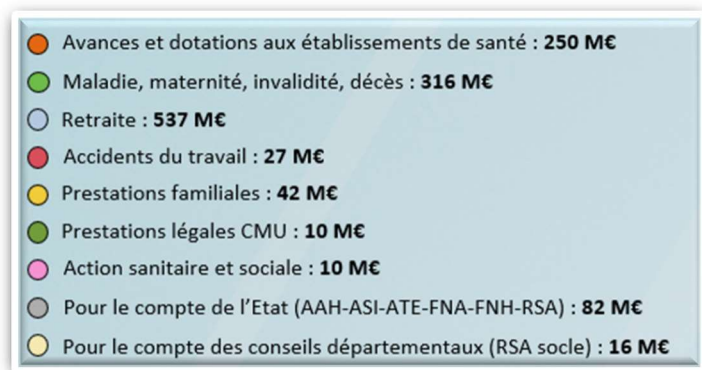 Avances et dotations aux établissements de santé : 250 M€
Maladie, maternité, invalidité, décès : 316 M€
Retraite : 537 M€
Accidents du travail : 27 M€
Prestations familiales : 42 M€
Prestations légales CMU : 10 M€
Action sanitaire et sociale : 10 M€
Pour le compte de l'Etat (AAH-ASI-ATE-FNA-FNH-RSA) : 82 M€
Pour le compte des conseils départementaux (RSA socle) : 16 M€